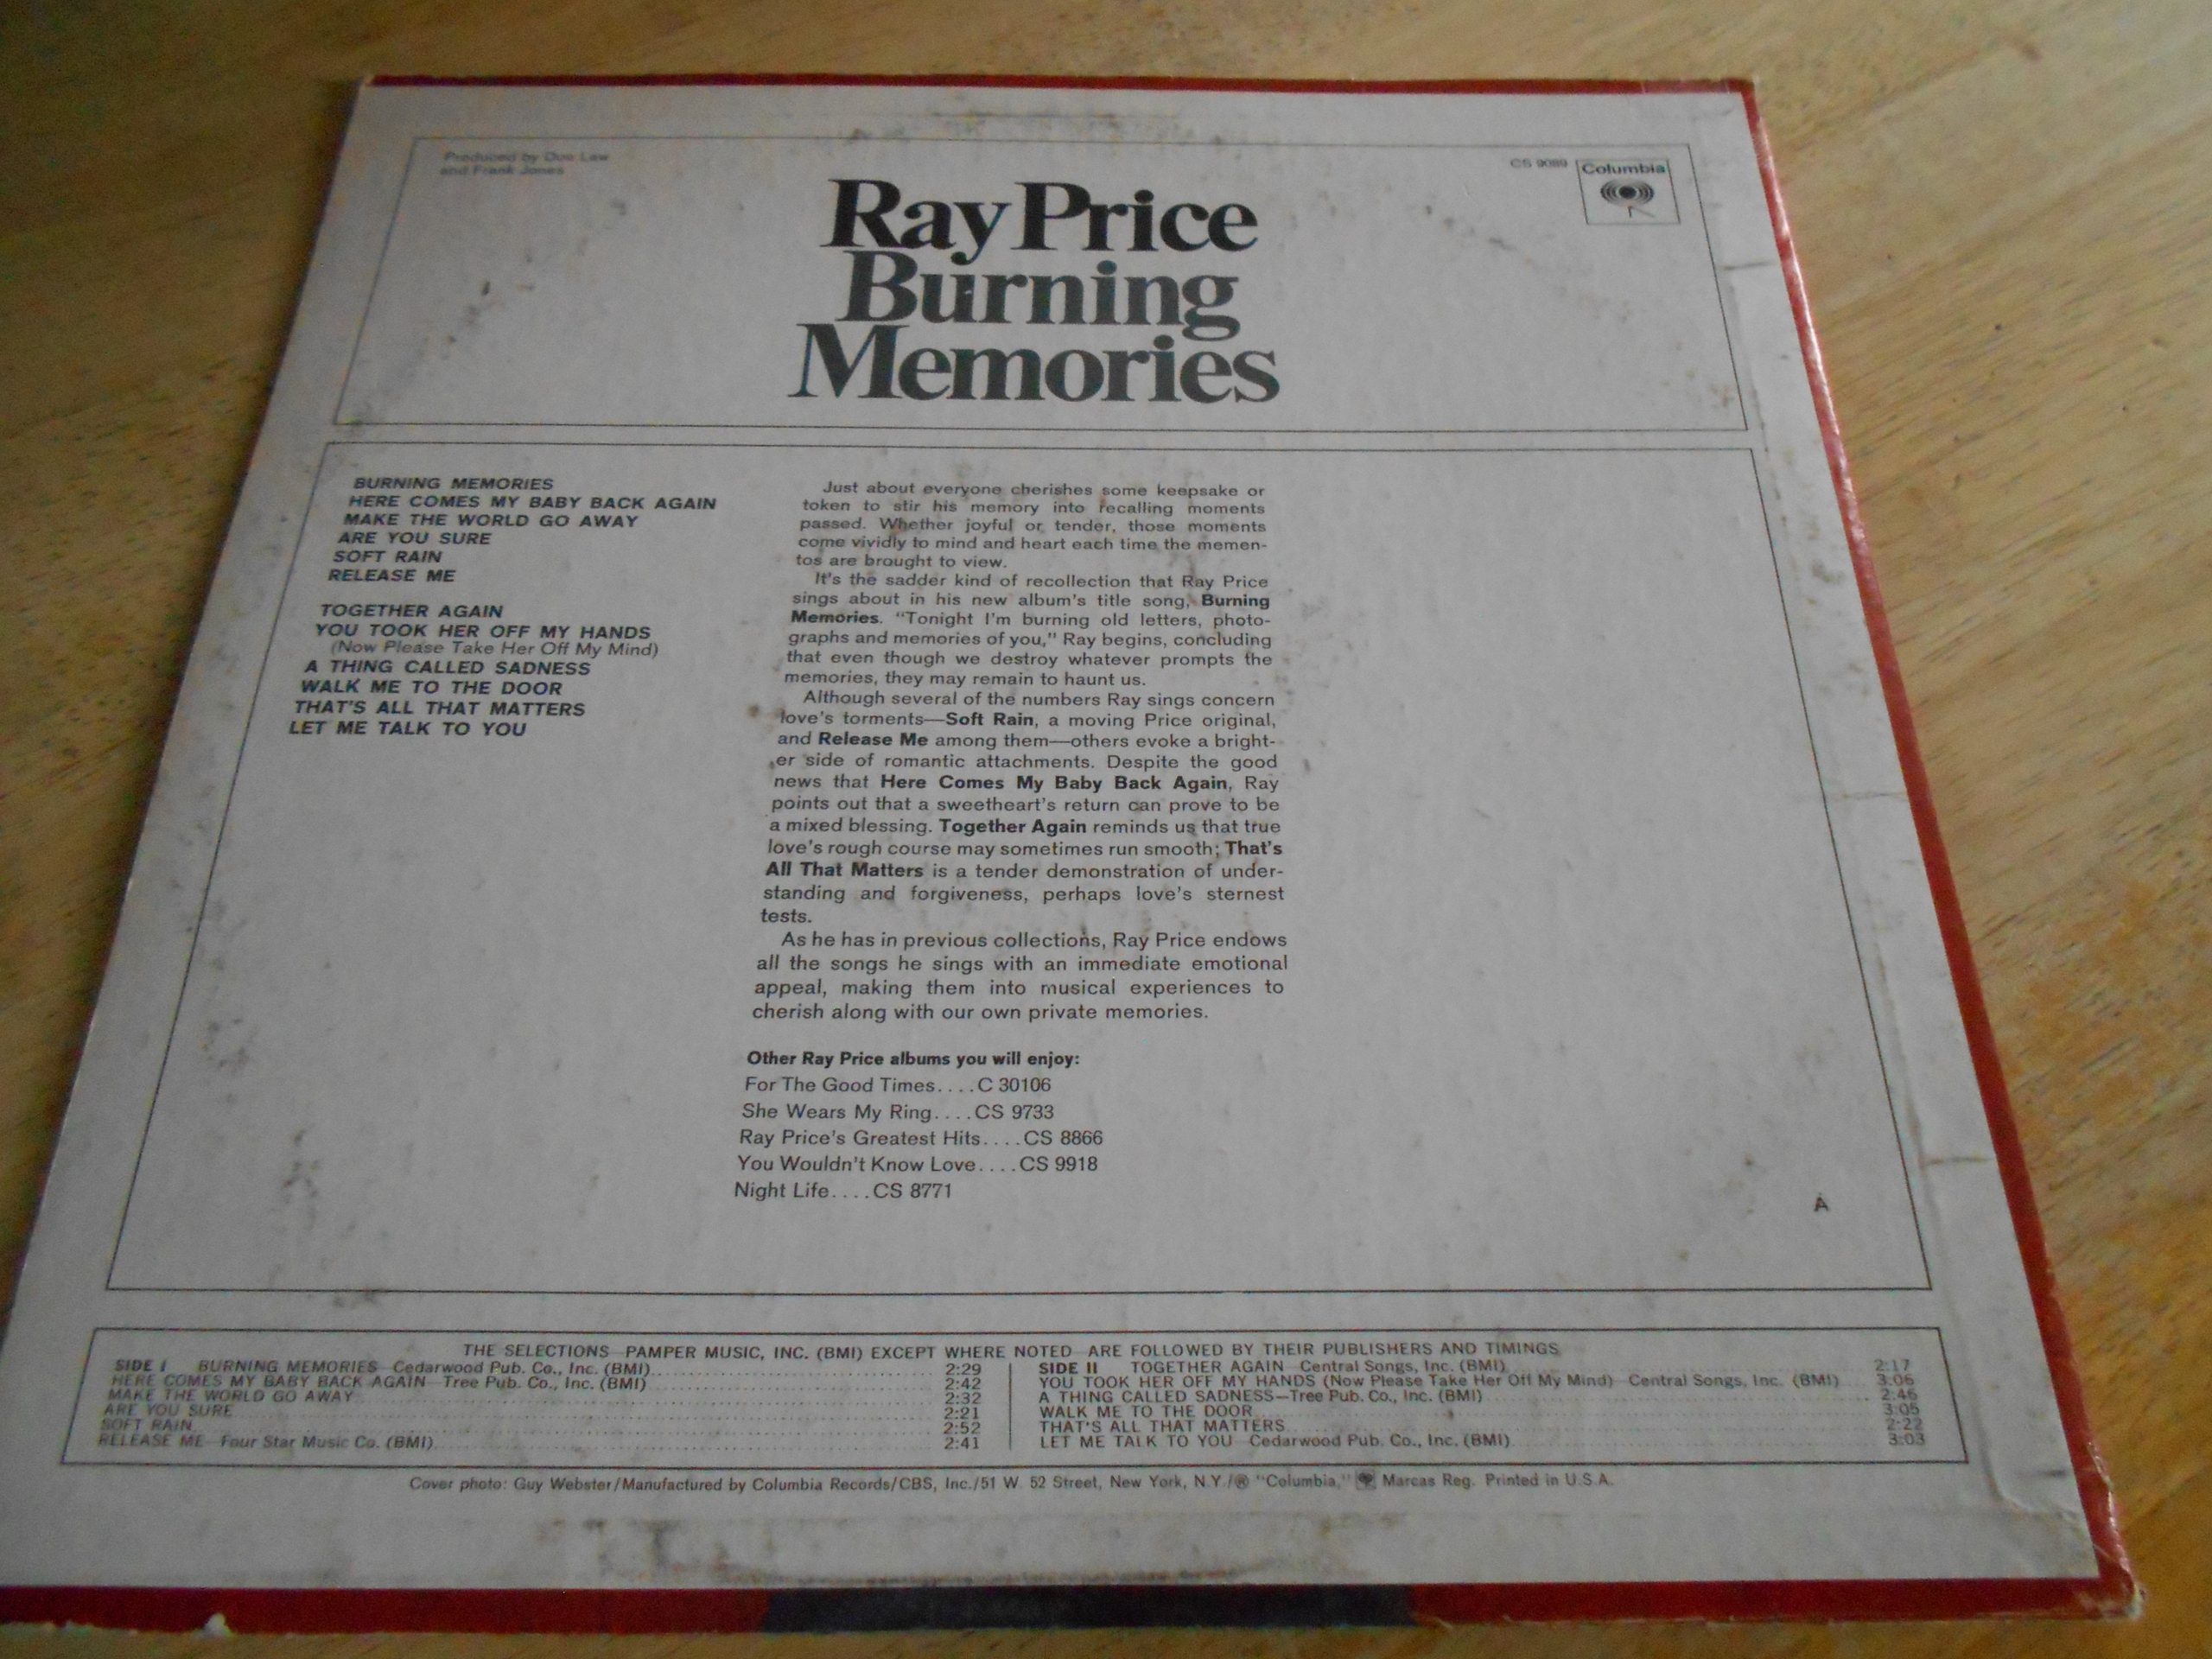 Produced by Don Law
and Frank Jones
CS 9089
Columbia
Ray Price
Burning
Memories
BURNING MEMORIES
HERE COMES MY BABY BACK AGAIN
MAKE THE WORLD GO AWAY
ARE YOU SURE
SOFT RAIN
RELEASE ME
TOGETHER AGAIN
YOU TOOK HER OFF MY HANDS
(Now Please Take Her Off My Mind)
A THING CALLED SADNESS
WALK ME TO THE DOOR
THAT'S ALL THAT MATTERS
LET ME TALK TO YOU
Just about everyone cherishes some keepsake or
token to stir his memory into recalling moments
passed. Whether joyful or tender, those moments
come vividly to mind and heart each time the memen-
tos are brought to view.
It's the sadder kind of recollection that Ray Price
sings about in his new album's title song, Burning
Memories. "Tonight I'm burning old letters, photo-
graphs and memories of you," Ray begins, concluding
that even though we destroy whatever prompts the
memories, they may remain to haunt us.
Although several of the numbers Ray sings concern
love's torments—Soft Rain, a moving Price original,
and Release Me among them—others evoke a bright-
er side of romantic attachments. Despite the good
news that Here Comes My Baby Back Again, Ray
points out that a sweetheart's return can prove to be
a mixed blessing. Together Again reminds us that true
love's rough course may sometimes run smooth; That's
All That Matters is a tender demonstration of under-
standing and forgiveness, perhaps love's sternest
tests.
As he has in previous collections, Ray Price endows
all the songs he sings with an immediate emotional
appeal, making them into musical experiences to
cherish along with our own private memories.
Other Ray Price albums you will enjoy:
For The Good Times....C 30106
She Wears My Ring....CS 9733
Ray Price's Greatest Hits....CS 8866
You Wouldn't Know Love....CS 9918
Night Life....CS 8771
A
THE SELECTIONS PAMPER MUSIC, INC. (BMI) EXCEPT WHERE NOTED ARE FOLLOWED BY THEIR PUBLISHERS AND TIMINGS
SIDE I BURNING MEMORIES Cedarwood Pub. Co., Inc. (BMI) 2:29
HERE COMES MY BABY BACK AGAIN Tree Pub. Co., Inc. (BMI) 2:42
MAKE THE WORLD GO AWAY 2:32
ARE YOU SURE 2:21
SOFT RAIN 2:52
RELEASE ME Four Star Music Co. (BMI) 2:41
SIDE II TOGETHER AGAIN Central Songs, Inc. (BMI) 2:17
YOU TOOK HER OFF MY HANDS (Now Please Take Her Off My Mind) Central Songs, Inc. (BMI) 3:06
A THING CALLED SADNESS—Tree Pub. Co., Inc. (BMI) 2:46
WALK ME TO THE DOOR 3:05
THAT'S ALL THAT MATTERS 2:22
LET ME TALK TO YOU Cedarwood Pub. Co., Inc. (BMI) 3:03
Cover photo: Guy Webster/Manufactured by Columbia Records/CBS, Inc./51 W. 52 Street, New York, N.Y./® "Columbia," Marcas Reg. Printed in U.S.A.